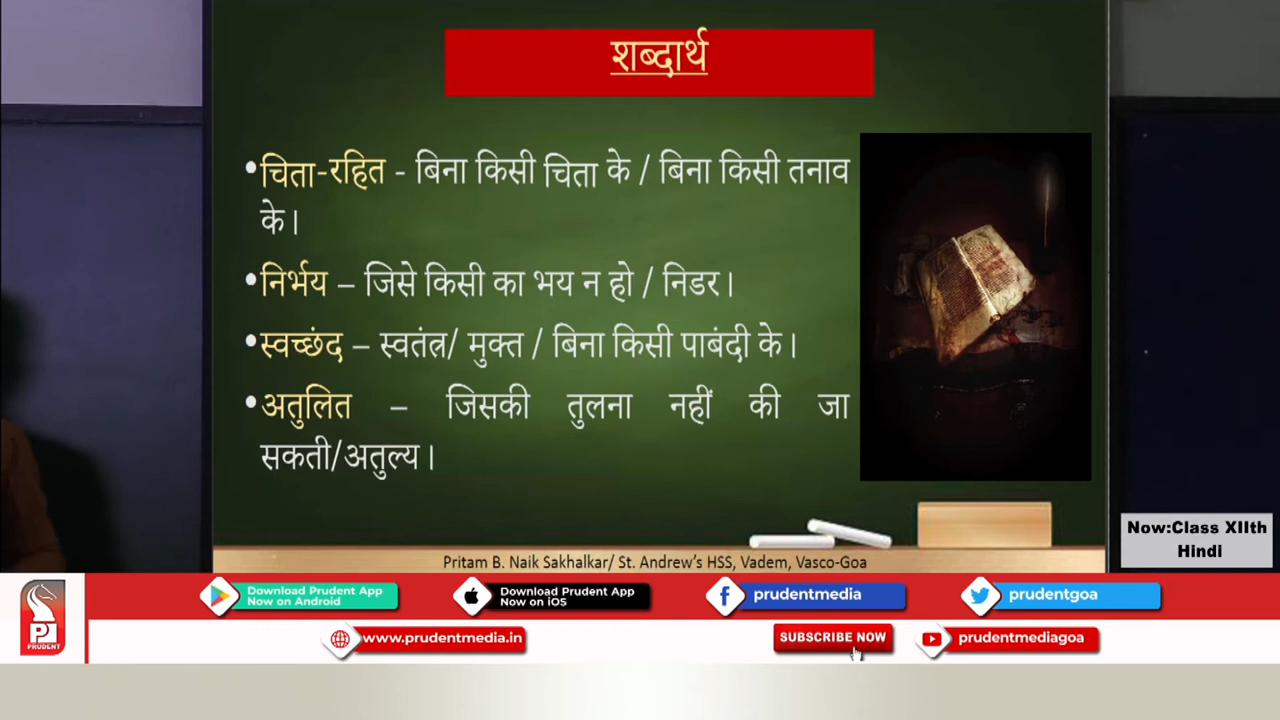 शब्दार्थ
•चिता-रहित - बिना किसी चिता के / बिना किसी तनाव
के।
•निर्भय – जिसे किसी का भय न हो / निडर।
•स्वच्छंद – स्वतंत्र/ मुक्त / बिना किसी पाबंदी के।
•अतुलित – जिसकी तुलना नहीं की जा
सकती/अतुल्य।
Pritam B. Naik Sakhalkar/ St. Andrew's HSS, Vadem, Vasco-Goa
Now:Class XIIth
Hindi
PRUDENT
Download Prudent App
Now on Android
Download Prudent App
Now on iOS
prudentmedia
prudentgoa
www.prudentmedia.in
SUBSCRIBE NOW
prudentmediagoa